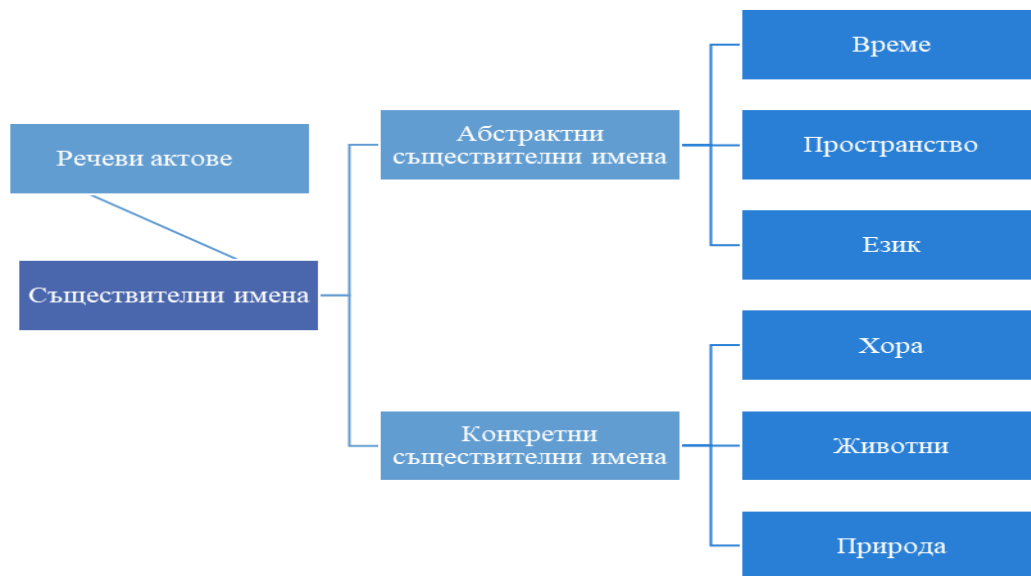 Речеви актове
Съществителни имена
Абстрактни
съществителни имена
Време
Пространство
Език
Конкретни
съществителни имена
Хора
Животни
Природа